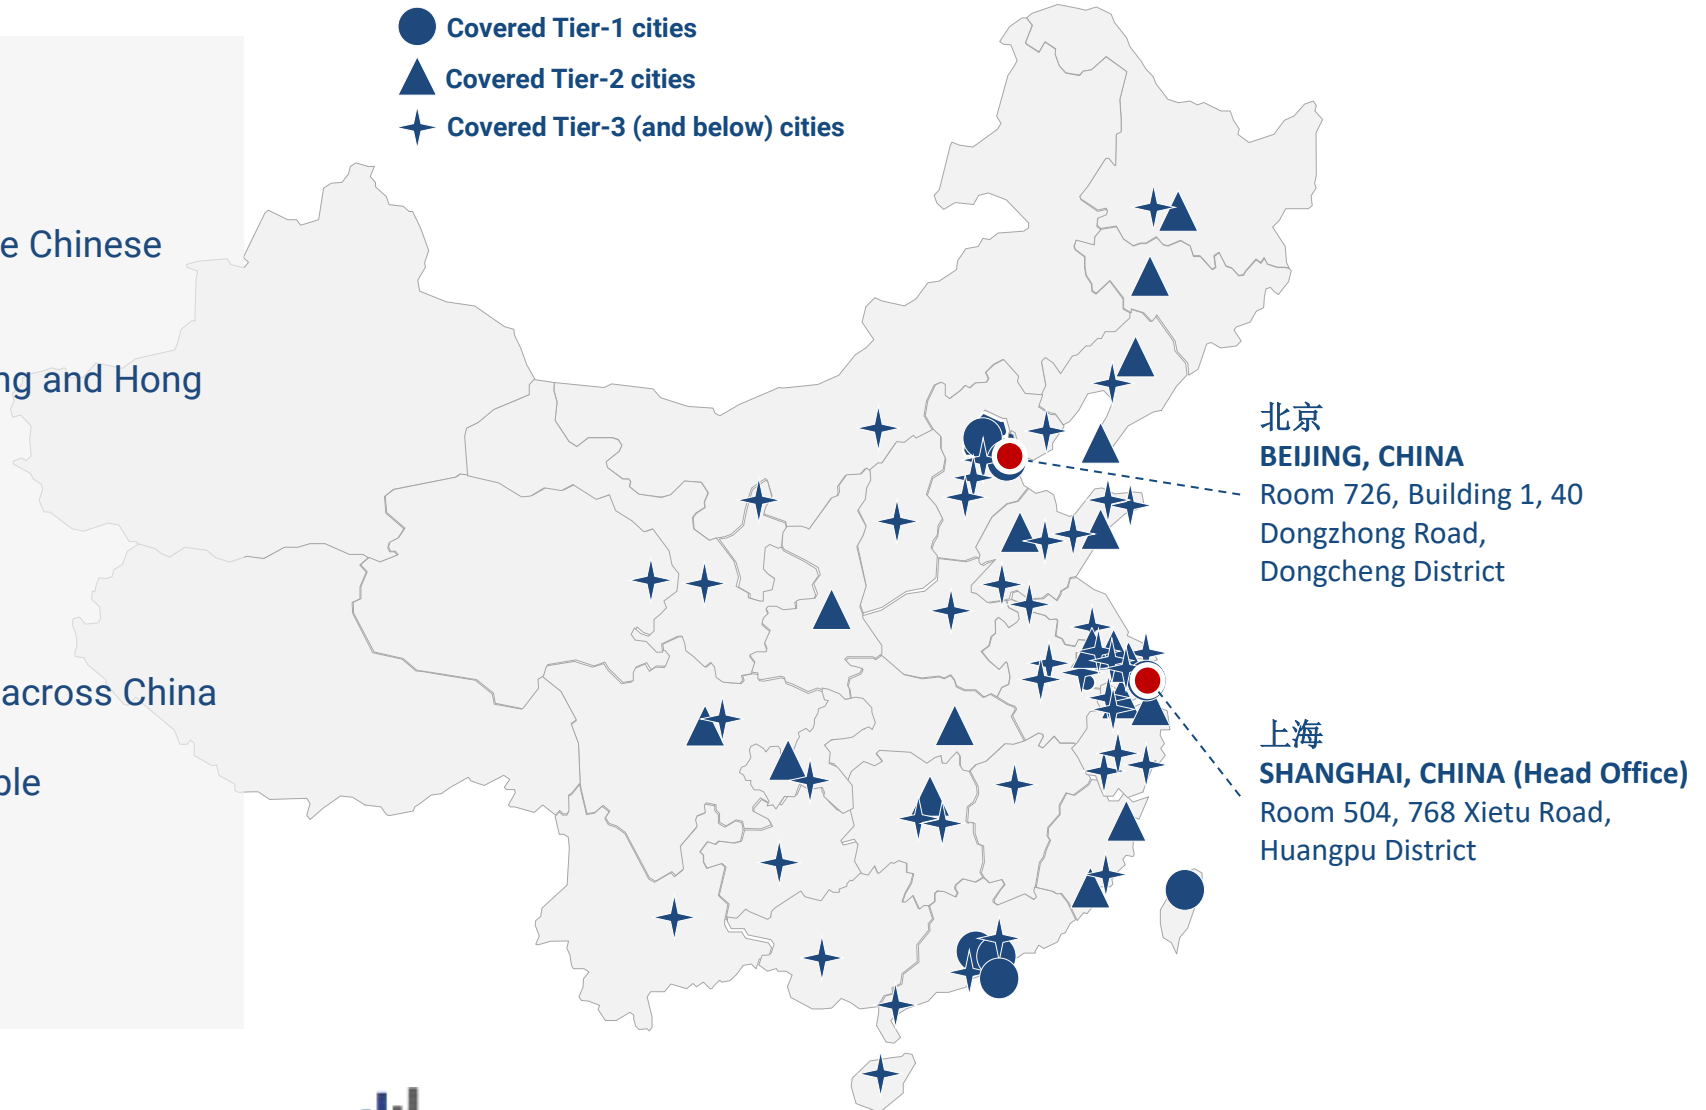 Covered Tier-1 cities
Covered Tier-2 cities
Covered Tier-3 (and below) cities
e Chinese
ng and Hong
across China
ple
北京
BEIJING, CHINA
Room 726, Building 1, 40
Dongzhong Road,
Dongcheng District
上海
SHANGHAI, CHINA (Head Office)
Room 504, 768 Xietu Road,
Huangpu District